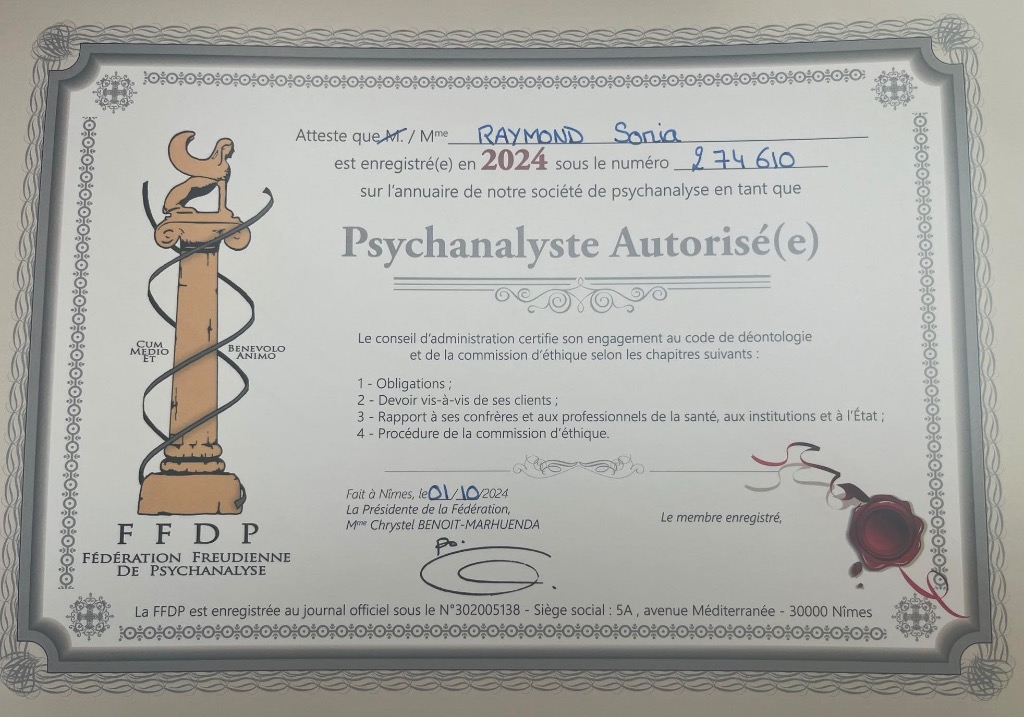 Atteste que M. / Mme RAYMOND Sonia
est enregistré(e) en 2024 sous le numéro 274 610
sur l'annuaire de notre société de psychanalyse en tant que
Psychanalyste Autorisé(e)
Cum
Medio
Et
Benevolo
Animo
Le conseil d'administration certifie son engagement au code de déontologie
et de la commission d'éthique selon les chapitres suivants :
1 - Obligations ;
2 - Devoir vis-à-vis de ses clients ;
3 - Rapport à ses confrères et aux professionnels de la santé, aux institutions et à l'État ;
4 - Procédure de la commission d'éthique.
Fait à Nîmes, le 01/10/2024
La Présidente de la Fédération,
Mme Chrystel BENOIT-MARHUENDA
Le membre enregistré,
po.
F F D P
Fédération Freudienne
De Psychanalyse
La FFDP est enregistrée au journal officiel sous le N°302005138 - Siège social : 5A , avenue Méditerranée - 30000 Nîmes